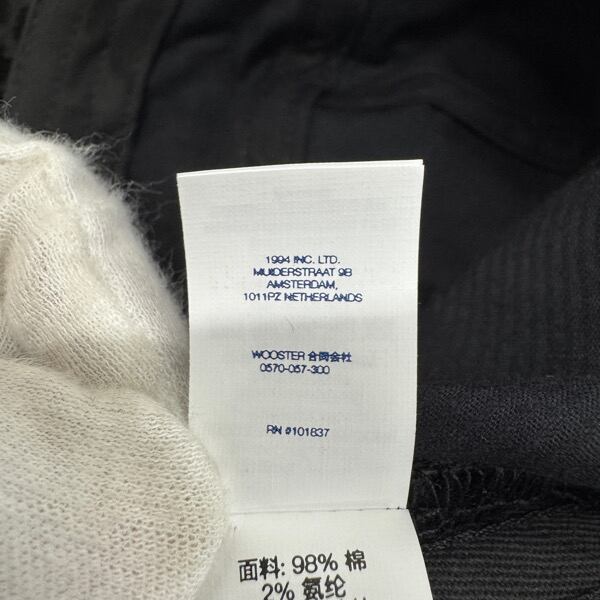 1994 INC. LTD.
MUIDERSTRAAT 9B
AMSTERDAM,
1011PZ NETHERLANDS
WOOSTER 合同会社
0570-057-300
RN #101837
面料: 98% 棉
2% 氨纶